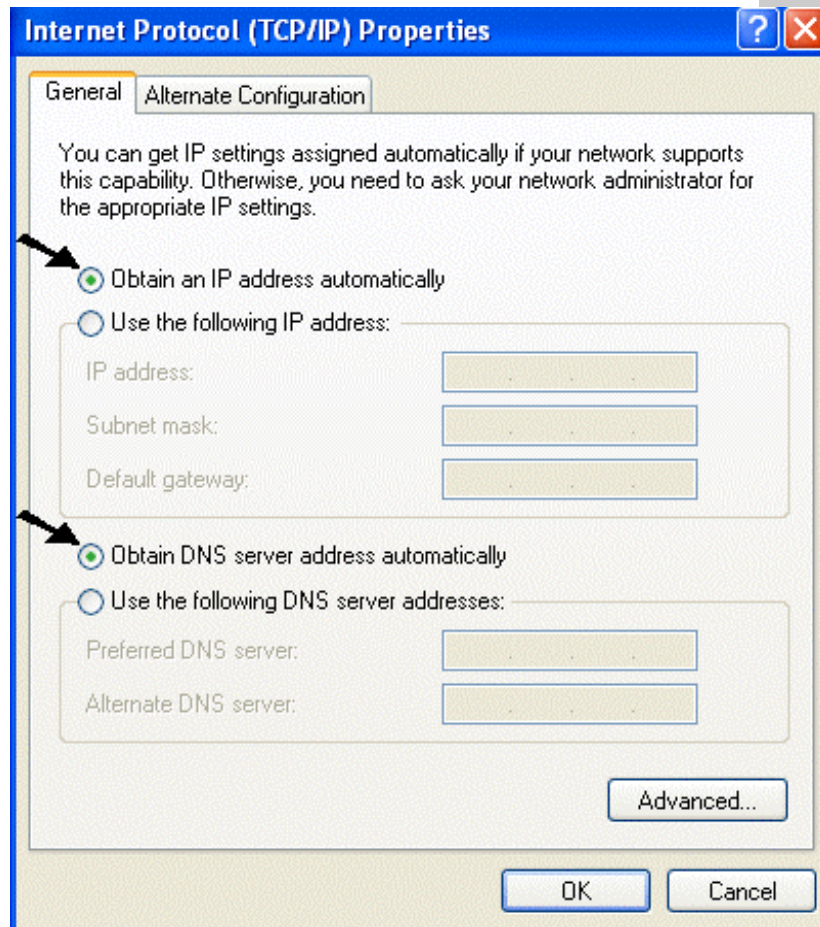 Internet Protocol (TCP/IP) Properties
General
Alternate Configuration
You can get IP settings assigned automatically if your network supports
this capability. Otherwise, you need to ask your network administrator for
the appropriate IP settings.
Obtain an IP address automatically
Use the following IP address:
IP address:
Subnet mask:
Default gateway:
Obtain DNS server address automatically
Use the following DNS server addresses:
Preferred DNS server:
Alternate DNS server:
Advanced...
OK
Cancel